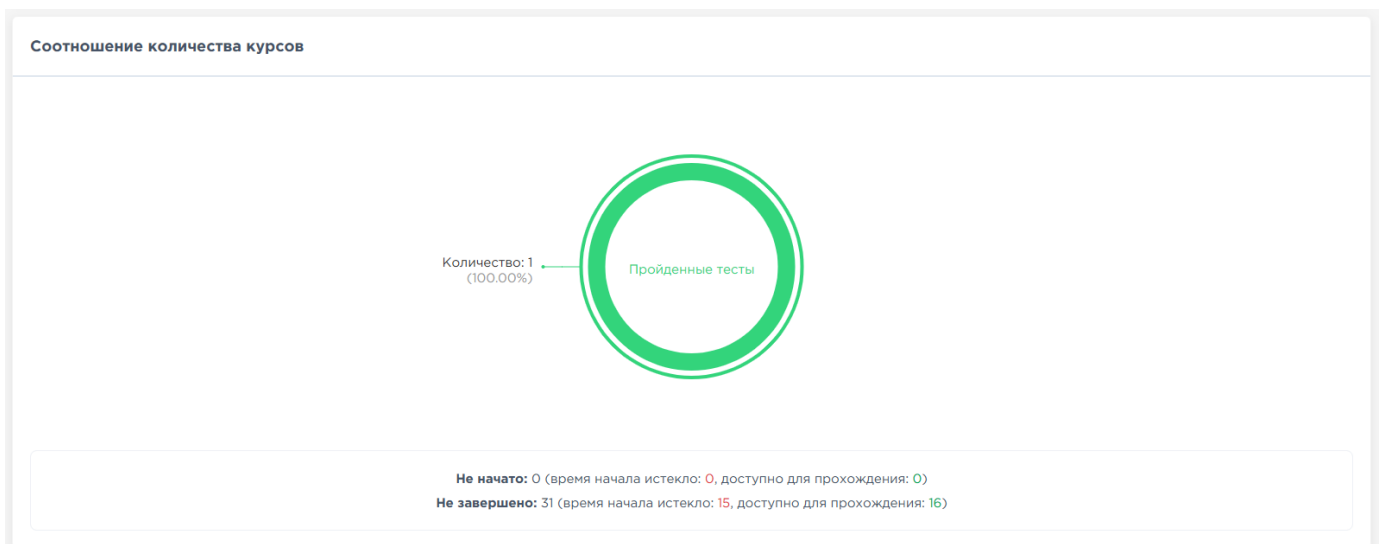 Соотношение количества курсов
Количество: 1
(100.00%)
Пройденные тесты
Не начато: 0 (время начала истекло: 0, доступно для прохождения: 0)
Не завершено: 31 (время начала истекло: 15, доступно для прохождения: 16)